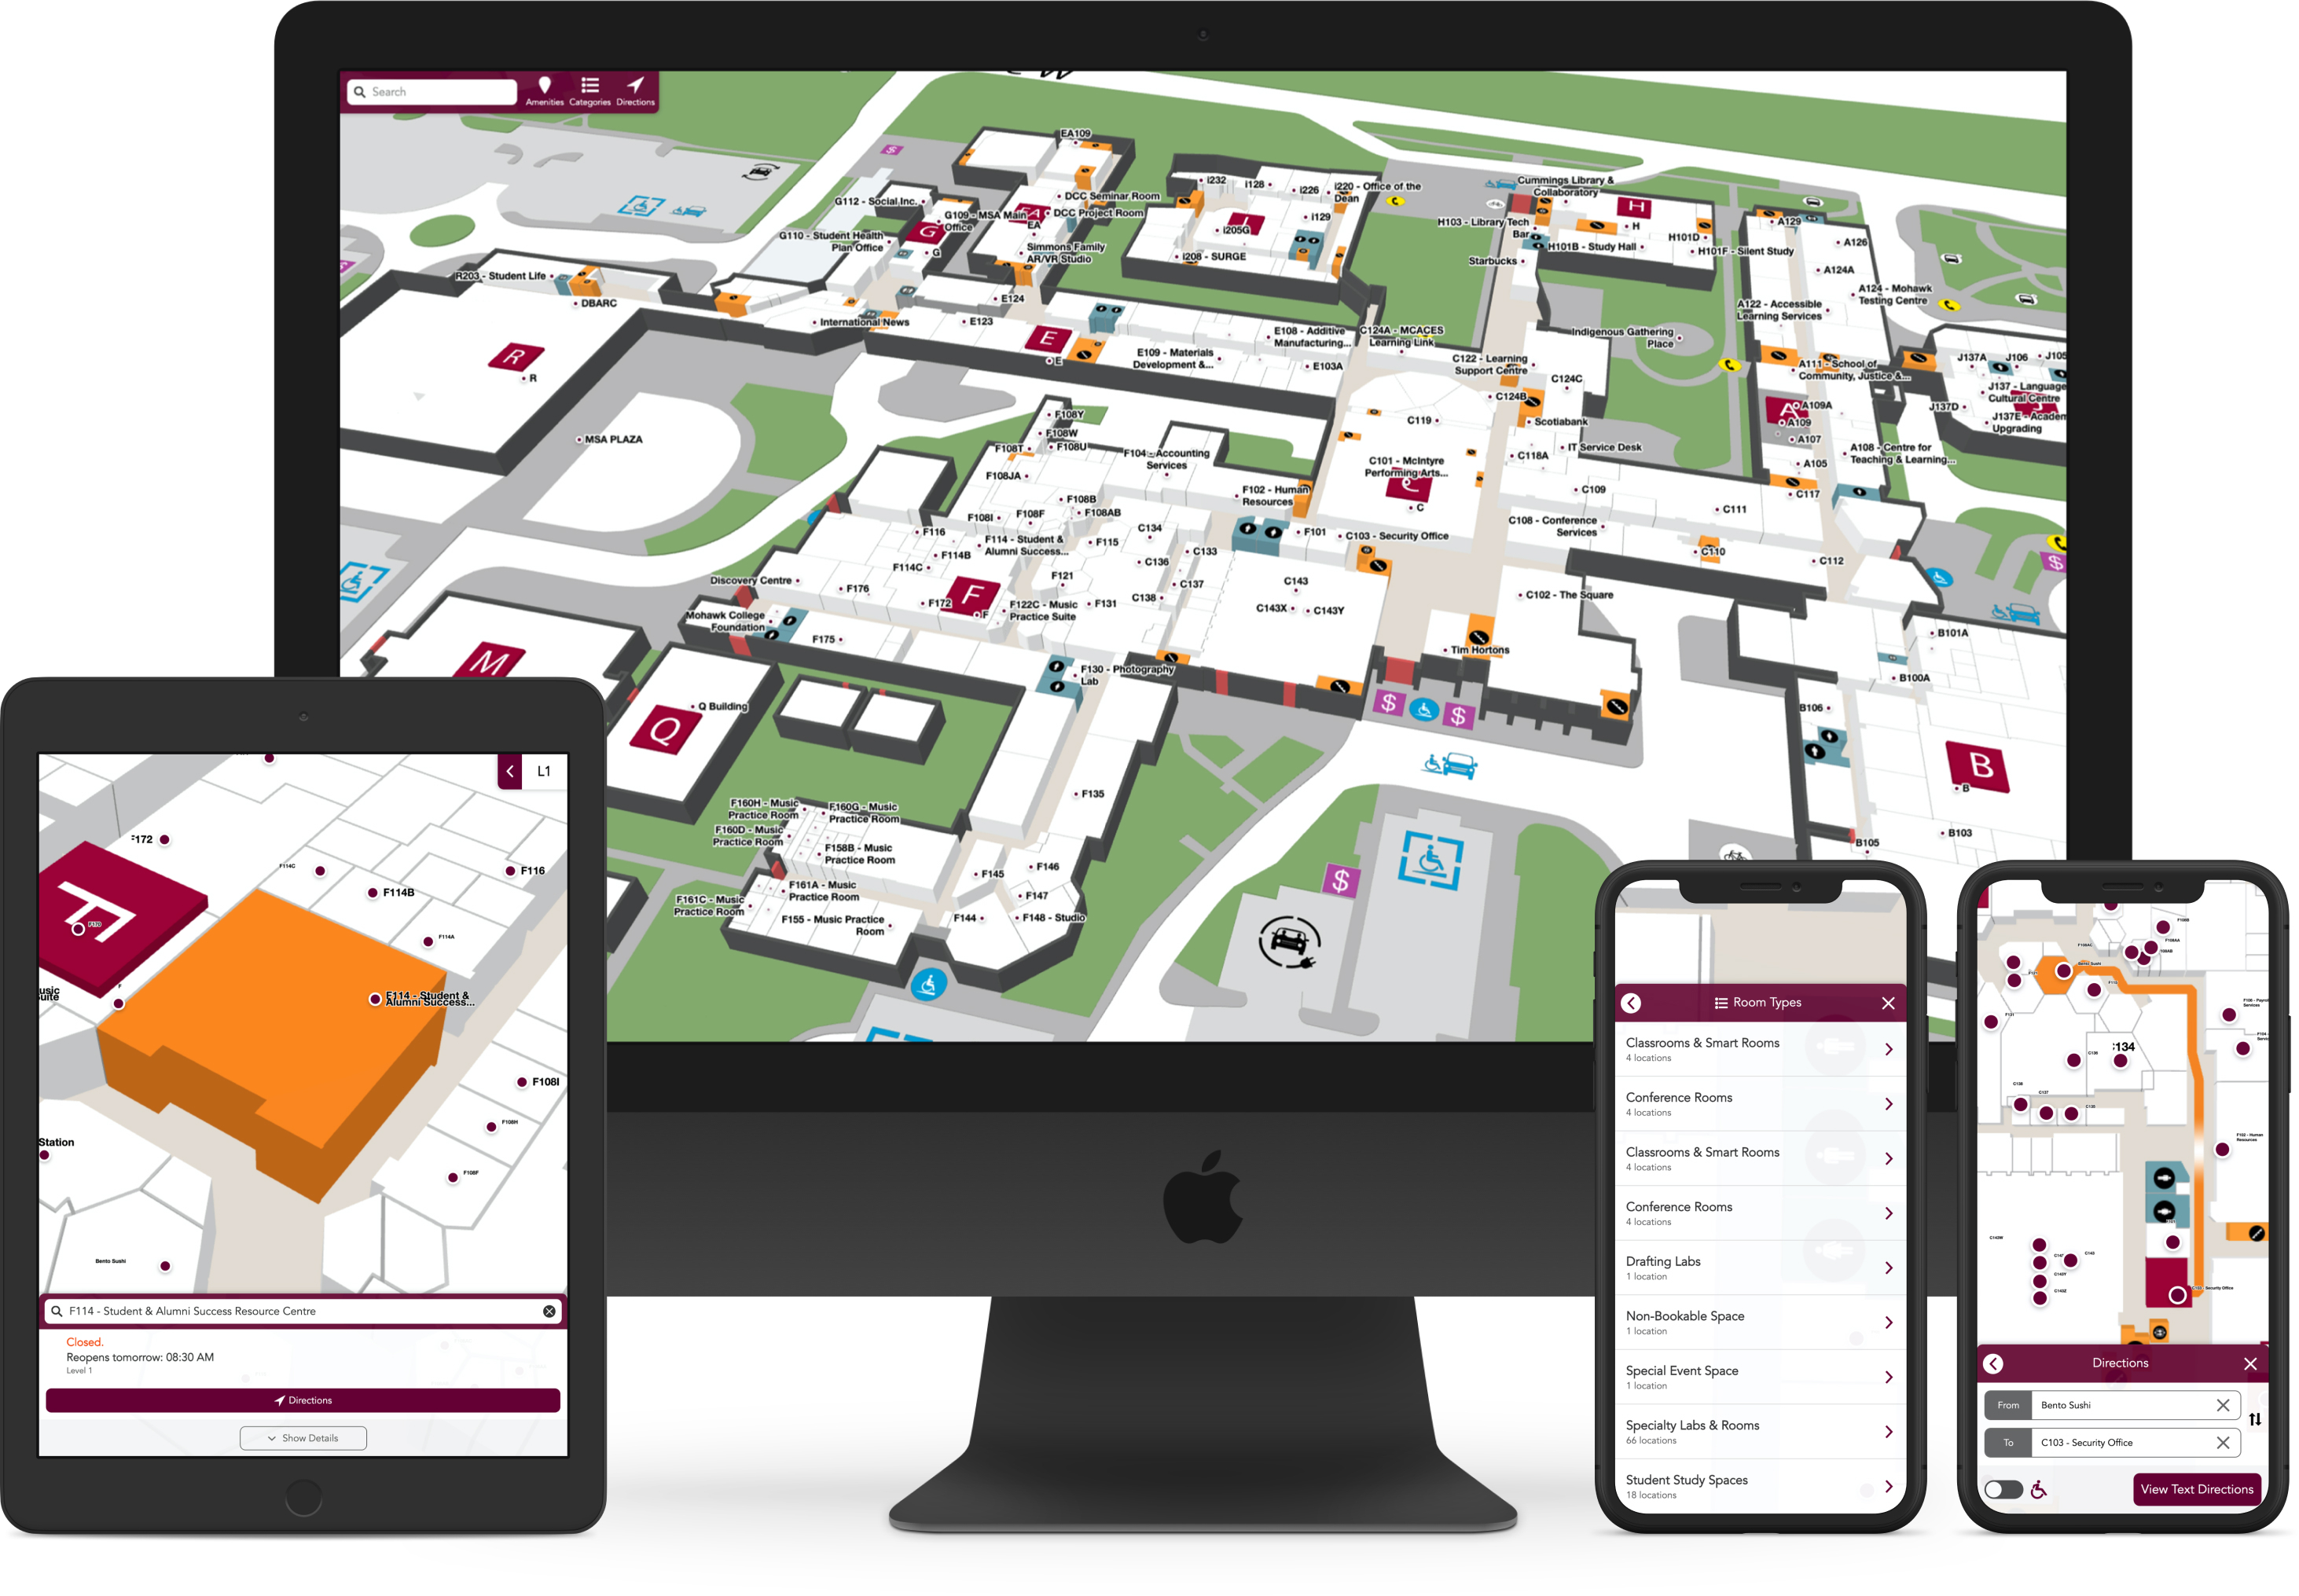 Search
Amenities
Categories
Directions
EA109
DCC Seminar Room
DCC Project Room
EA
EA
G112 - Social Inc.
G109 - MSA Main
Office
G
G
G110 - Student Health
Plan Office
Simmons Family
AR/VR Studio
i232
i128
i226
i220 - Office of the
Dean
i129
I
i205G
i208 - SURGE
Cummings Library &
Collaboratory
H
H
H103 - Library Tech
Bar
H101B - Study Hall
H101D
H101F - Silent Study
Starbucks
A129
A126
A124A
A124 - Mohawk
Testing Centre
A122 - Accessible
Learning Services
R203 - Student Life
DBARC
International News
E124
E123
E
E
E108 - Additive
Manufacturing...
E109 - Materials
Development &...
E103A
C124A - MCACES
Learning Link
C122 - Learning
Support Centre
C124C
C124B
Indigenous Gathering
Place
A111 - School of
Community, Justice &...
J137A
J106
J105
J137 - Language
Cultural Centre
J137D
J137E - Academ
Upgrading
R
R
MSA PLAZA
F108Y
F108W
F108T
F108U
F104 - Accounting
Services
F108JA
F108B
F108I
F108F
F108AB
C119
Scotiabank
IT Service Desk
C118A
C101 - McIntyre
Performing Arts...
C
C
A
A109A
A109
A107
A105
A108 - Centre for
Teaching & Learning...
C117
F102 - Human
Resources
C109
C111
C108 - Conference
Services
C110
C112
F116
F114 - Student &
Alumni Success...
F114B
F114C
F115
C134
C133
C136
C137
C138
F101
C103 - Security Office
Discovery Centre
F176
F172
F
F
F121
F122C - Music
Practice Suite
F131
C143
C143X
C143Y
C102 - The Square
Mohawk College
Foundation
F175
Tim Hortons
B101A
B100A
F130 - Photography
Lab
M
Q
Q Building
$
$
B106
B
B
B103
B105
F135
F160H - Music
Practice Room
F160G - Music
Practice Room
F160D - Music
Practice Room
F158B - Music
Practice Room
F161A - Music
Practice Room
F161C - Music
Practice Room
F155 - Music Practice
Room
F145
F146
F147
F144
F148 - Studio
$
L1
F172
F114C
F114B
F116
F114A
F
F170
F114 - Student &
Alumni Success...
F108I
F108H
F108F
Station
Bento Sushi
F114 - Student & Alumni Success Resource Centre
Closed.
Reopens tomorrow: 08:30 AM
Level 1
Directions
Show Details
Room Types
Classrooms & Smart Rooms
4 locations
Conference Rooms
4 locations
Classrooms & Smart Rooms
4 locations
Conference Rooms
4 locations
Drafting Labs
1 location
Non-Bookable Space
1 location
Special Event Space
1 location
Specialty Labs & Rooms
66 locations
Student Study Spaces
18 locations
Bento Sushi
C136
C138
C137
F102 - Human
Resources
Security Office
Directions
From
Bento Sushi
To
C103 - Security Office
View Text Directions